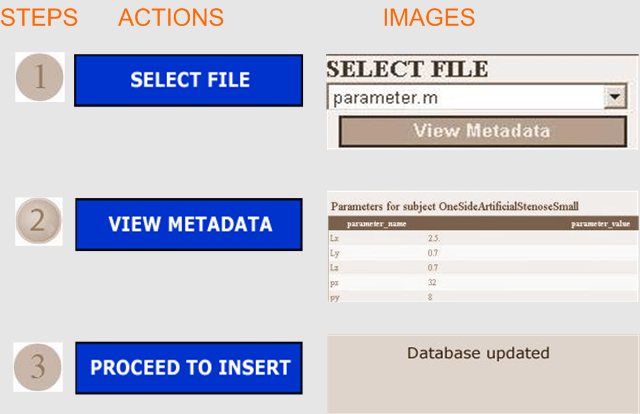 STEPS ACTIONS IMAGES
1 SELECT FILE SELECT FILE
parameter.m
View Metadata
2 VIEW METADATA Parameters for subject OneSideArtificialStenoseSmall
parameter_name parameter_value
Lx 2.5.
Ly 0.7
Lz 0.7
px 32
py 8
3 PROCEED TO INSERT Database updated